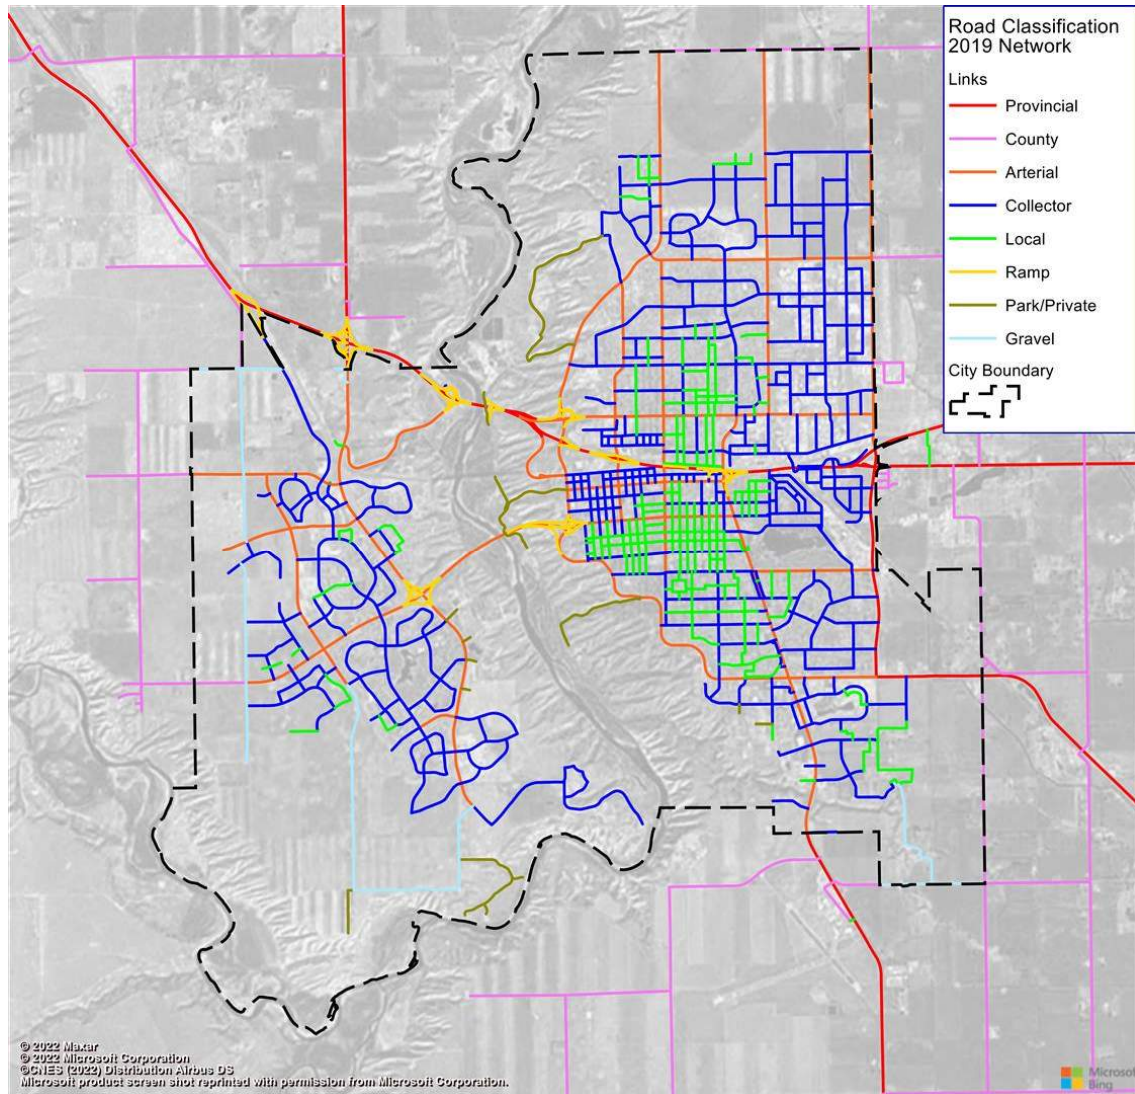 Road Classification
2019 Network
Links
Provincial
County
Arterial
Collector
Local
Ramp
Park/Private
Gravel
City Boundary
© 2022 Maxar
© 2022 Microsoft Corporation
©CNES (2022) Distribution Airbus DS
Microsoft product screen shot reprinted with permission from Microsoft Corporation.
Microsoft
Bing